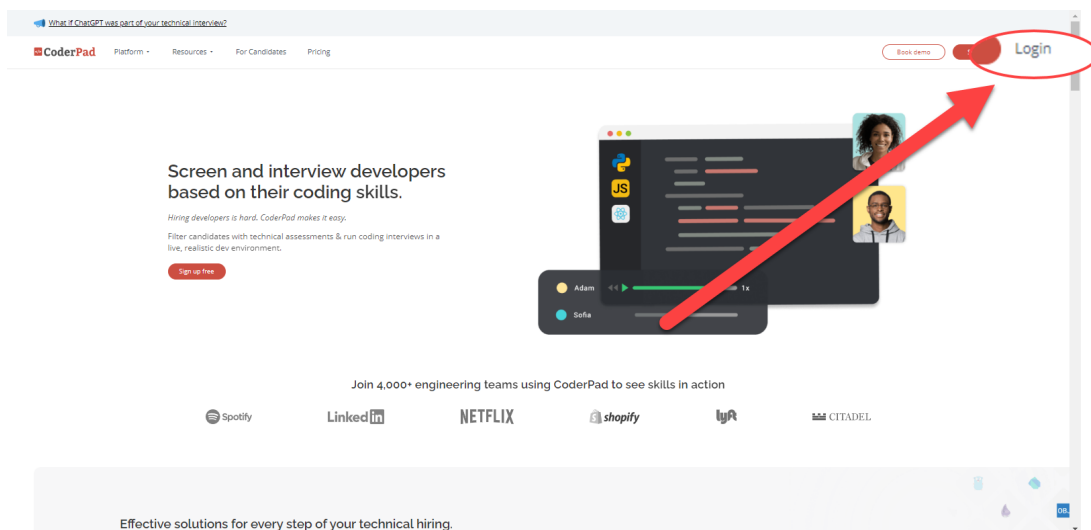 What if ChatGPT was part of your technical interview?
CoderPad
Platform
Resources
For Candidates
Pricing
Book demo
Login
Screen and interview developers
based on their coding skills.
Hiring developers is hard. CoderPad makes it easy.
Filter candidates with technical assessments & run coding interviews in a
live, realistic dev environment.
Sign up free
JS
Adam
1x
Sofia
Join 4,000+ engineering teams using CoderPad to see skills in action
Spotify
Linked in
NETFLIX
shopify
lyft
CITADEL
Effective solutions for every step of your technical hiring.